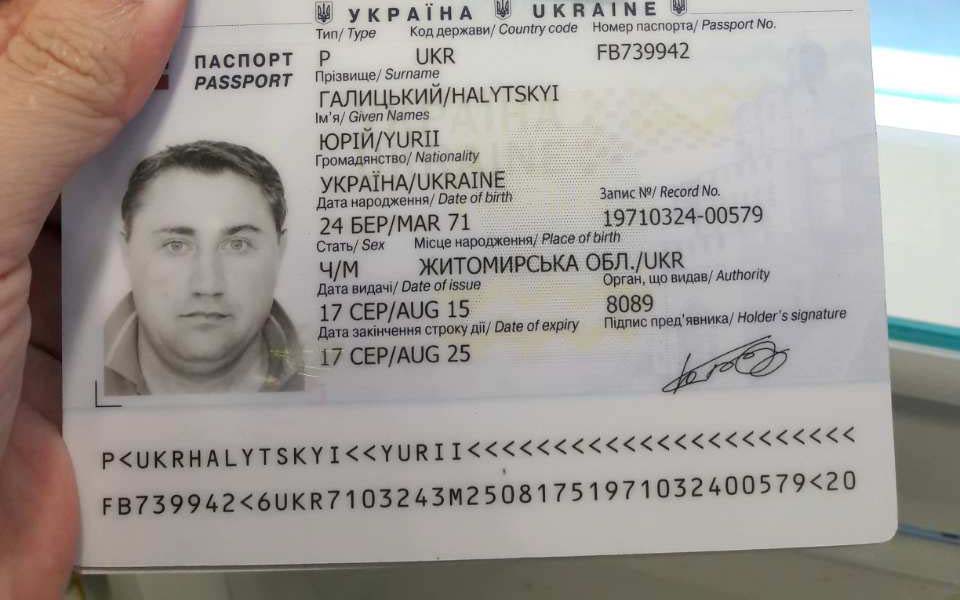 УКРАЇНА UKRAINE
Тип/ Type Код держави/ Country code Номер паспорта/ Passport No.
ПАСПОРТ P UKR FB739942
PASSPORT
Прізвище/ Surname
ГАЛИЦЬКИЙ/HALYTSKYI
Ім'я/ Given Names
ЮРІЙ/YURII
Громадянство/ Nationality
УКРАЇНА/UKRAINE
Дата народження/ Date of birth Запис №/ Record No.
24 БЕР/MAR 71 19710324-00579
Стать/ Sex Місце народження/ Place of birth
Ч/M ЖИТОМИРСЬКА ОБЛ./UKR
Дата видачі/ Date of issue Орган, що видав/ Authority
17 СЕР/AUG 15 8089
Дата закінчення строку дії/ Date of expiry Підпис пред'явника/ Holder's signature
17 СЕР/AUG 25
P<UKRHALYTSKYI<<YURII<<<<<<<<<<<<<<<<<<<<<<<
FB739942<6UKR7103243M25081751971032400579<20